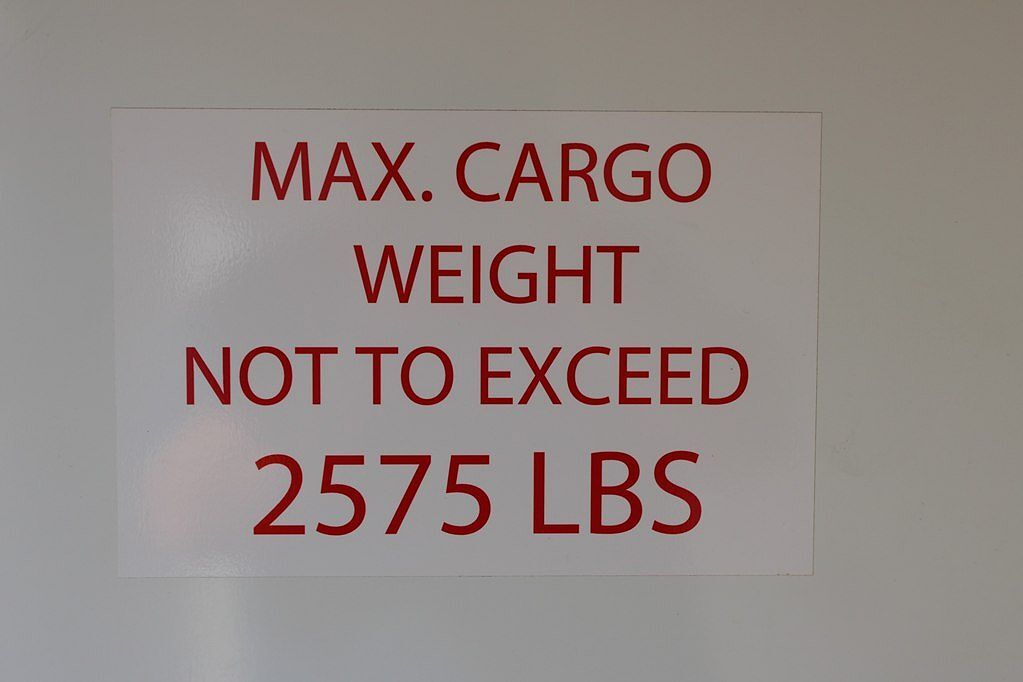 MAX. CARGO
WEIGHT
NOT TO EXCEED
2575 LBS